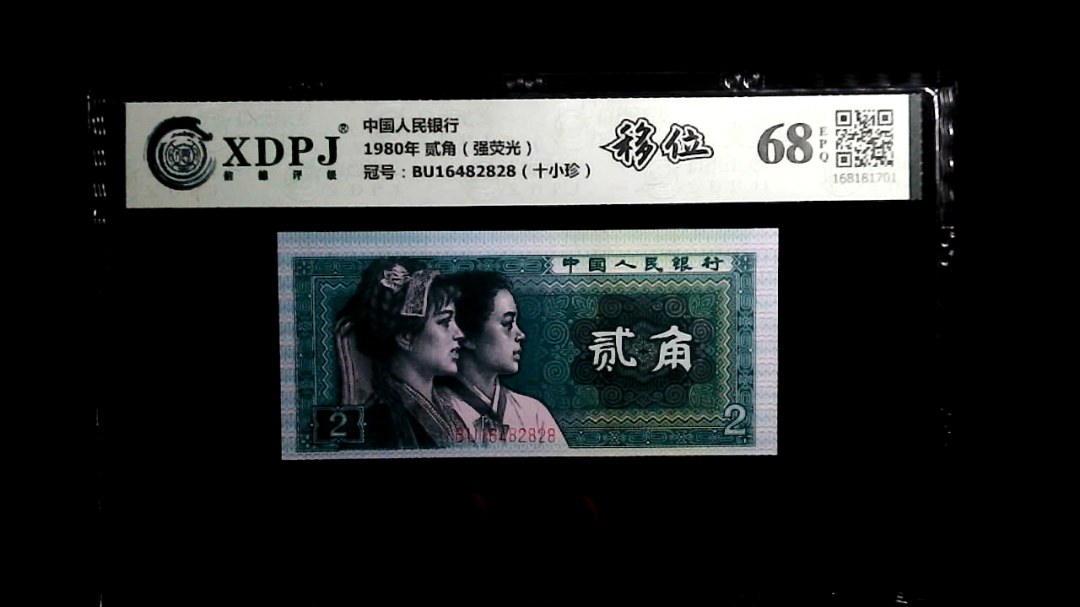 XDPJ®
信德评级
中国人民银行
1980年 贰角（强荧光）
冠号：BU16482828（十小珍）
移位
68
EPQ
168181701
中国人民银行
贰角
2
2
BU16482828